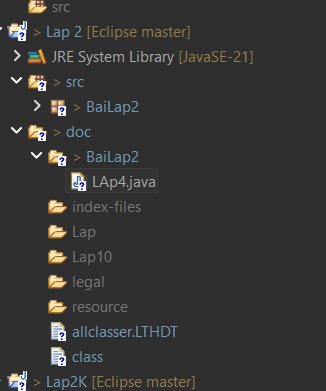 src
> Lap 2 [Eclipse master]
> JRE System Library [JavaSE-21]
> src
> > BaiLap2
> doc
> BaiLap2
LAp4.java
index-files
Lap
Lap10
legal
resource
allclasser.LTHDT
class
> > Lap2K [Eclipse master]